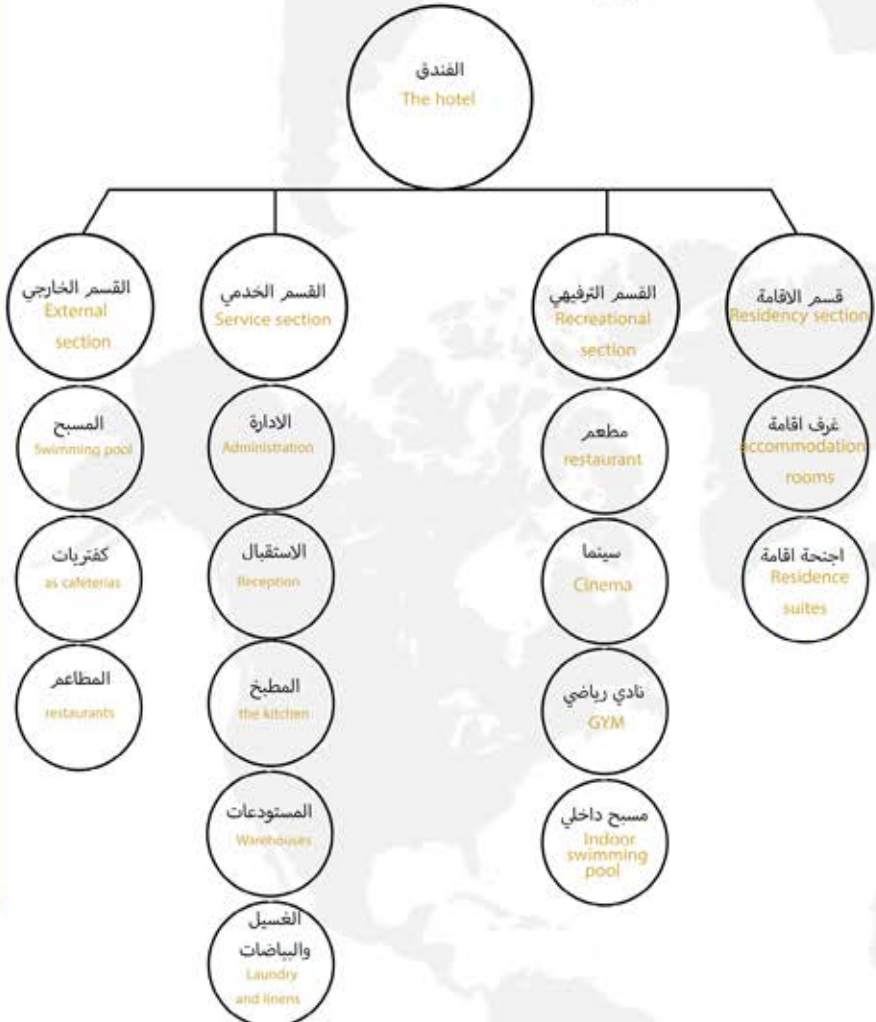 الفندق
The hotel
القسم الخارجي
External
section
القسم الخدمي
Service section
القسم الترفيهي
Recreational
section
قسم الاقامة
Residency section
المسبح
Swimming pool
الادارة
Administration
مطعم
restaurant
غرف اقامة
accommodation
rooms
كفتريات
as cafeterias
الاستقبال
Reception
سينما
Cinema
اجنحة اقامة
Residence
suites
المطاعم
restaurants
المطبخ
the kitchen
نادي رياضي
GYM
المستودعات
Warehouses
مسبح داخلي
Indoor
swimming
pool
الغسيل
والبياضات
Laundry
and linens